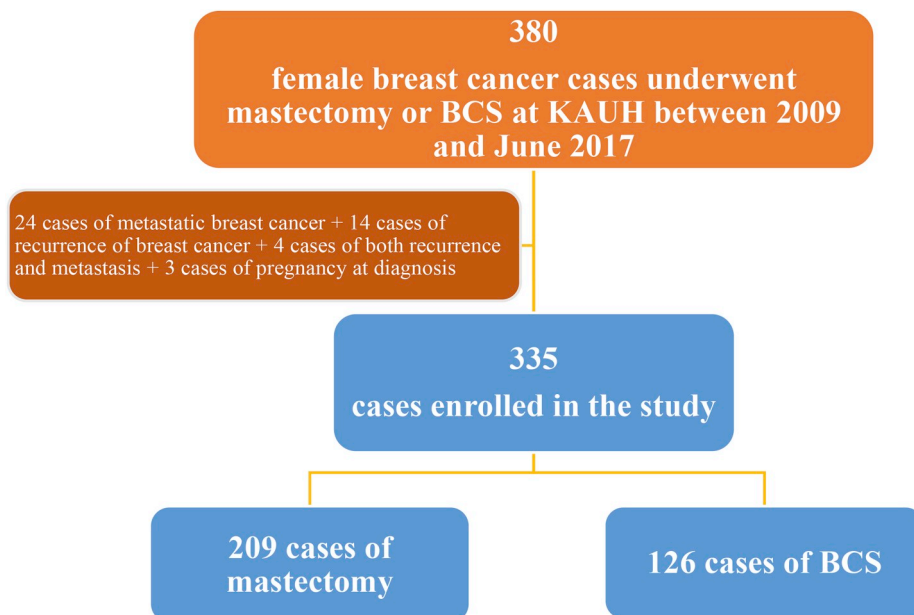 380
female breast cancer cases underwent
mastectomy or BCS at KAUH between 2009
and June 2017
24 cases of metastatic breast cancer + 14 cases of
recurrence of breast cancer + 4 cases of both recurrence
and metastasis + 3 cases of pregnancy at diagnosis
335
cases enrolled in the study
209 cases of
mastectomy
126 cases of BCS